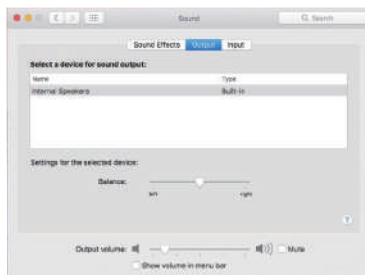 Sound
Search
Sound Effects Output Input
Select a device for sound output:
Name Type
Internal Speakers Built-in
Settings for the selected device:
Balance:
left right
?
Output volume: Mute
Show volume in menu bar